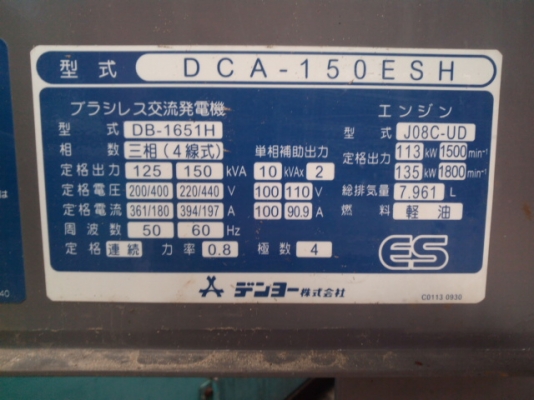 型式 DCA-150ESH
ブラシレス交流発電機
型式 DB-1651H
相数 三相(4線式)
定格出力 125 150 kVA
定格電圧 200/400 220/440 V
定格電流 361/180 394/197 A
周波数 50 60 Hz
定格 連続 力率 0.8 極数 4
単相補助出力
10 kVAx 2
100 110 V
100 90.9 A
エンジン
型式 J08C-UD
定格出力 113 kW 1500 min⁻¹
135 kW 1800 min⁻¹
総排気量 7.961 L
燃料 軽油
ES
デンヨー株式会社
C0113 0930
は
40